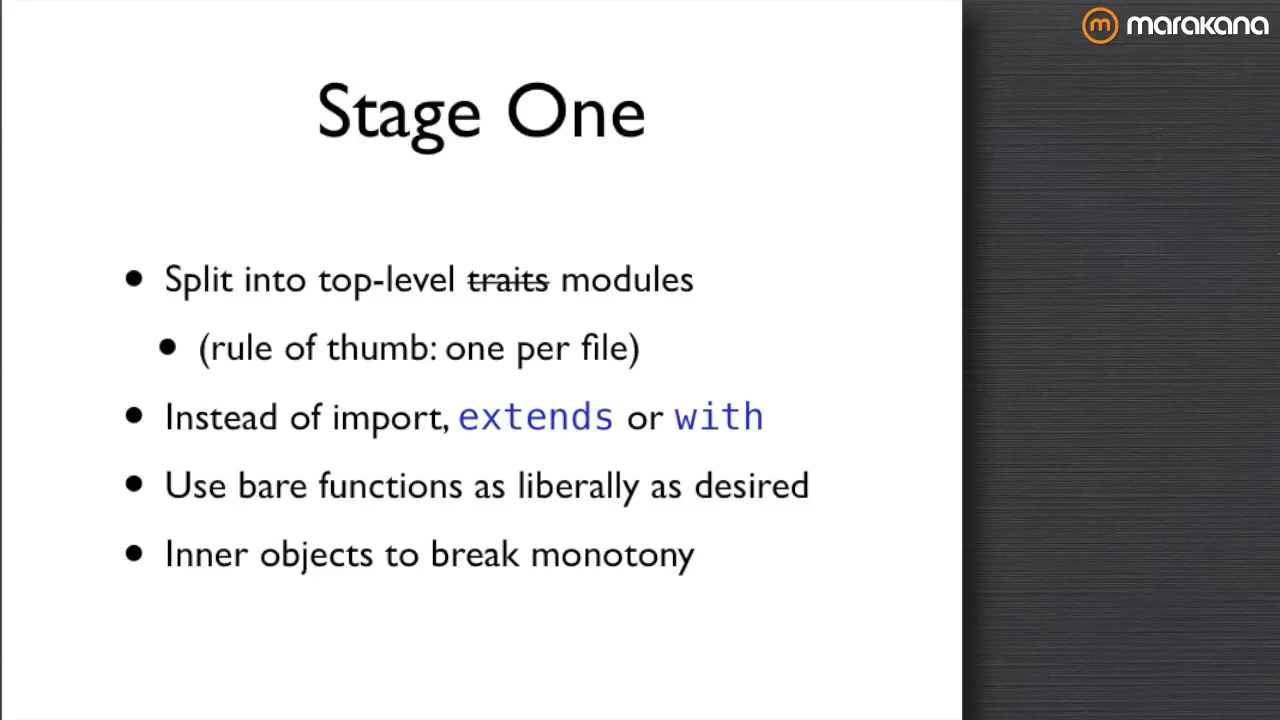 marakana
Stage One
• Split into top-level traits modules
• (rule of thumb: one per file)
• Instead of import, extends or with
• Use bare functions as liberally as desired
• Inner objects to break monotony